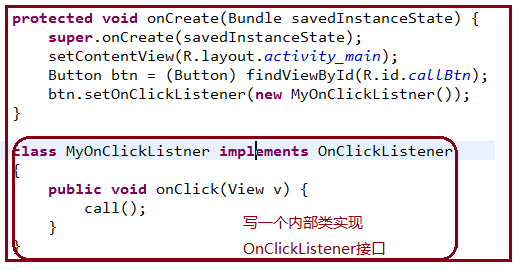 protected void onCreate(Bundle savedInstanceState) {
super.onCreate(savedInstanceState);
setContentView(R.layout.activity_main);
Button btn = (Button) findViewById(R.id.callBtn);
btn.setOnClickListener(new MyOnClickListner());
}
class MyOnClickListner implements OnClickListener
{
public void onClick(View v) {
call();
}
}
写一个内部类实现
OnClickListener接口